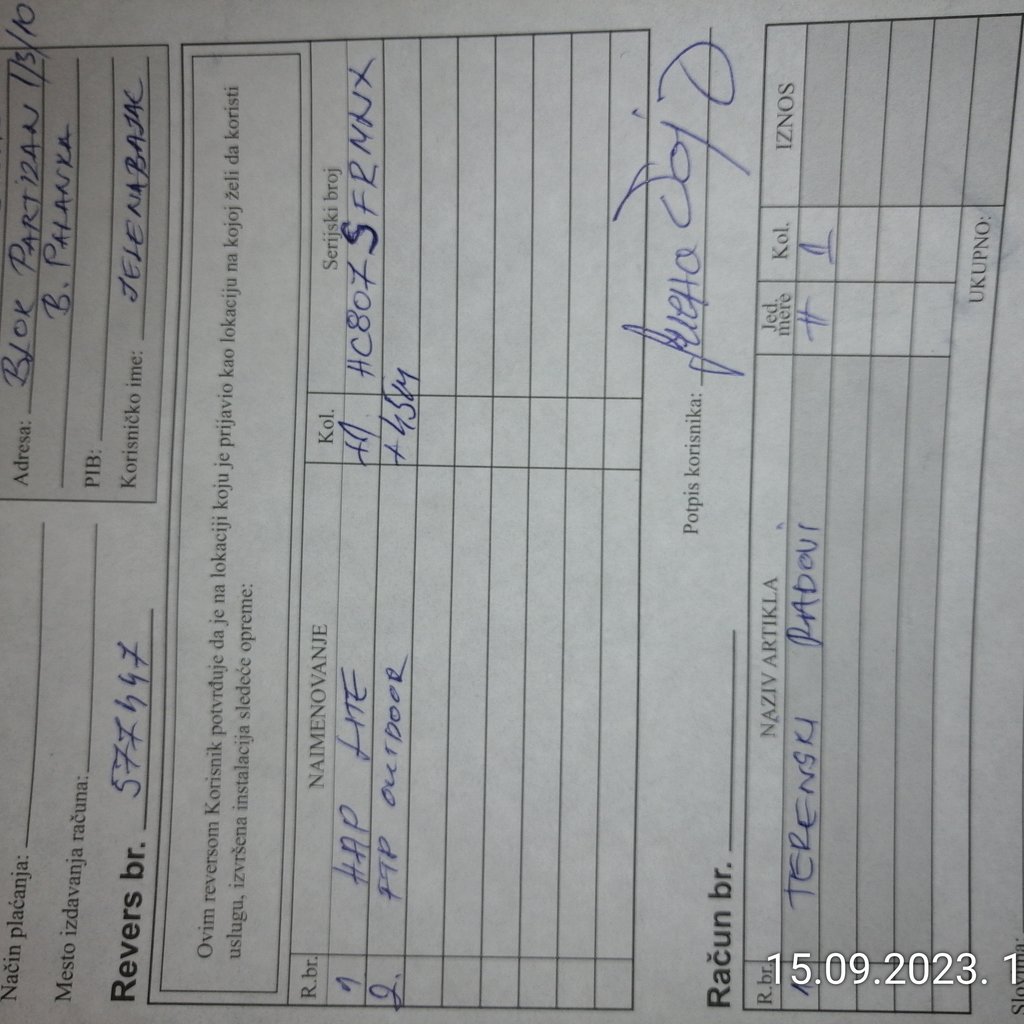 Način plaćanja:
Mesto izdavanja računa:
Adresa: BLOK PARTIZAN 1/3/10
B. PALANKA
PIB:
Korisničko ime: JELENABAJAC
Revers br. 577447
Ovim reversom Korisnik potvrđuje da je na lokaciji koju je prijavio kao lokaciju na kojoj želi da koristi
uslugu, izvršena instalacija sledeće opreme:
R.br. NAIMENOVANJE Kol. Serijski broj
1 HAP LITE #1 HC807SFRMNX
2. FTP OUTDOOR +45M
Potpis korisnika:
Račun br.
R.br. NAZIV ARTIKLA Jed. mere Kol. IZNOS
1 TERENSKI RADOVI # 1
UKUPNO:
15.09.2023. 1